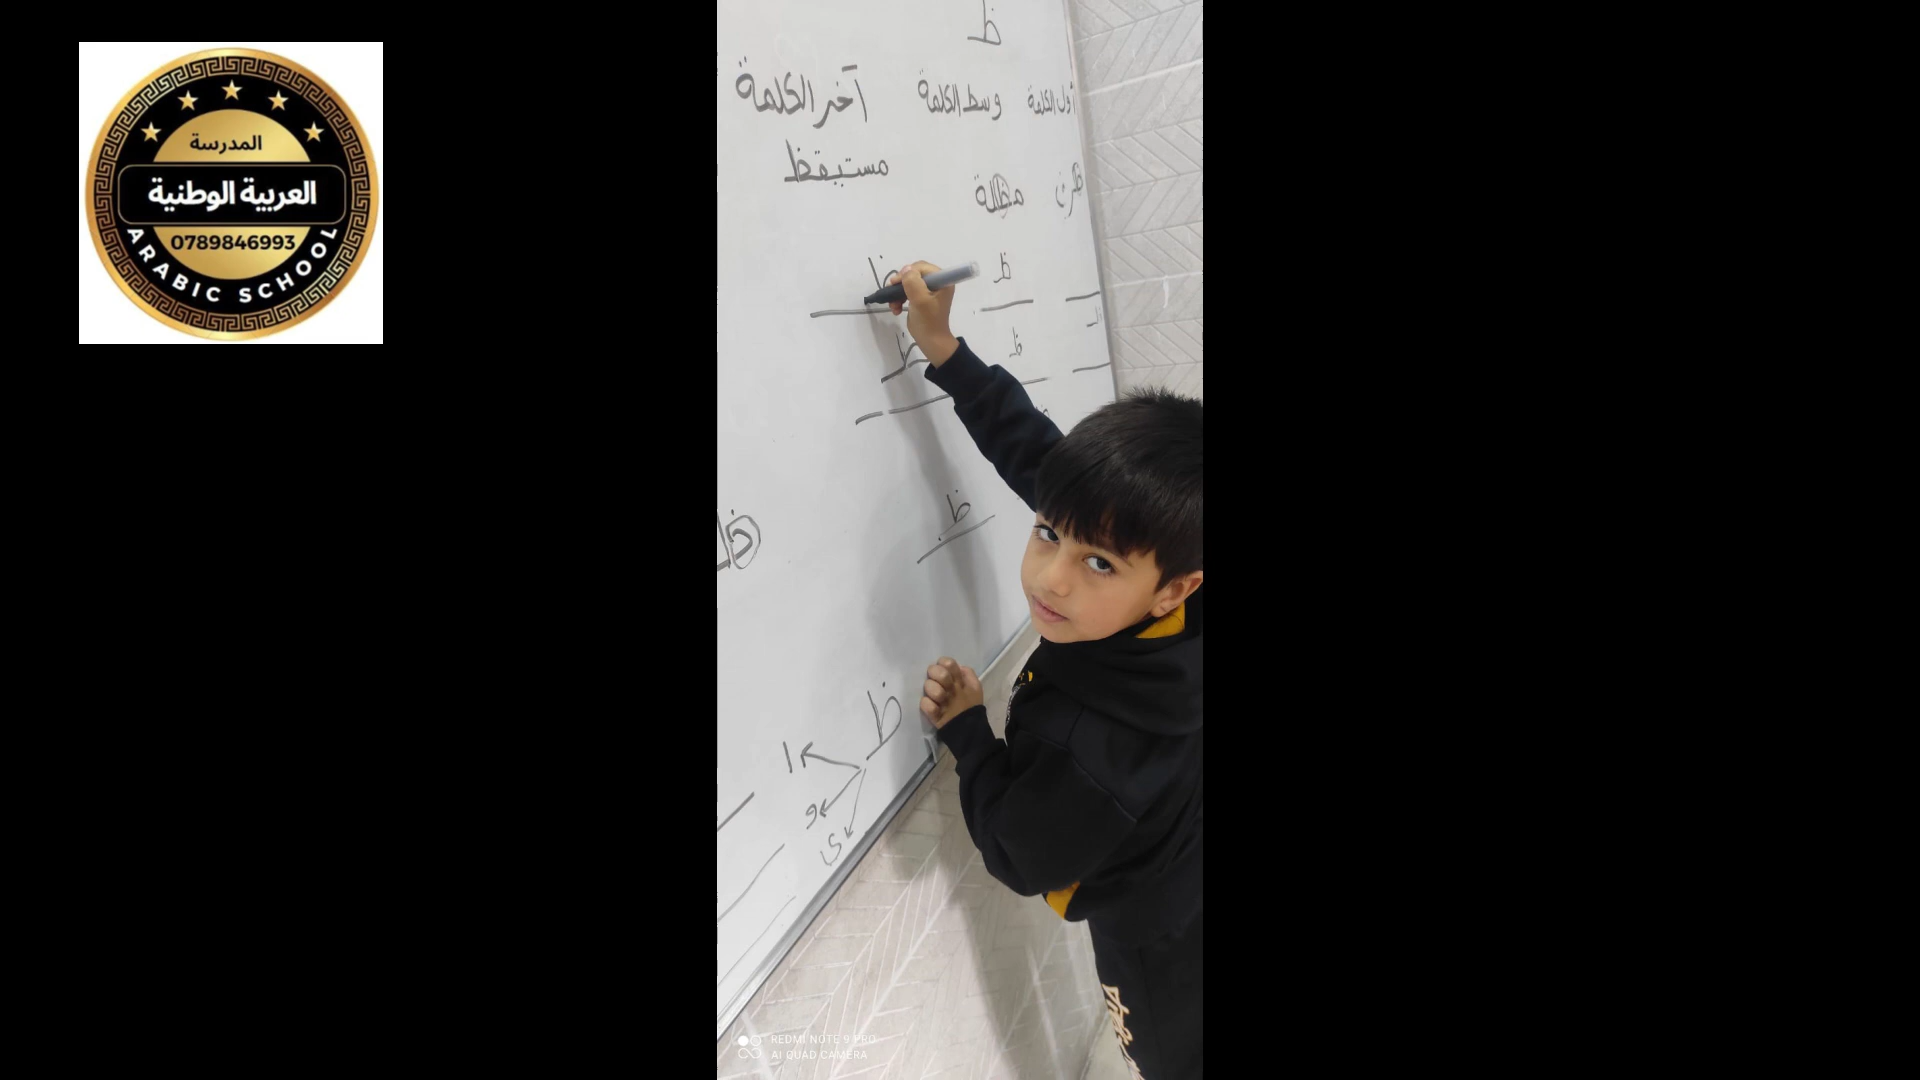 المدرسة
العربية الوطنية
0789846993
ARABIC SCHOOL
ظ
أول الكلمة وسط الكلمة آخر الكلمة
مظلة مستيقظ
ظ ظ
ظ ظ
ظ
ظ
ا
و
ي
REDMI NOTE 9 PRO
AI QUAD CAMERA